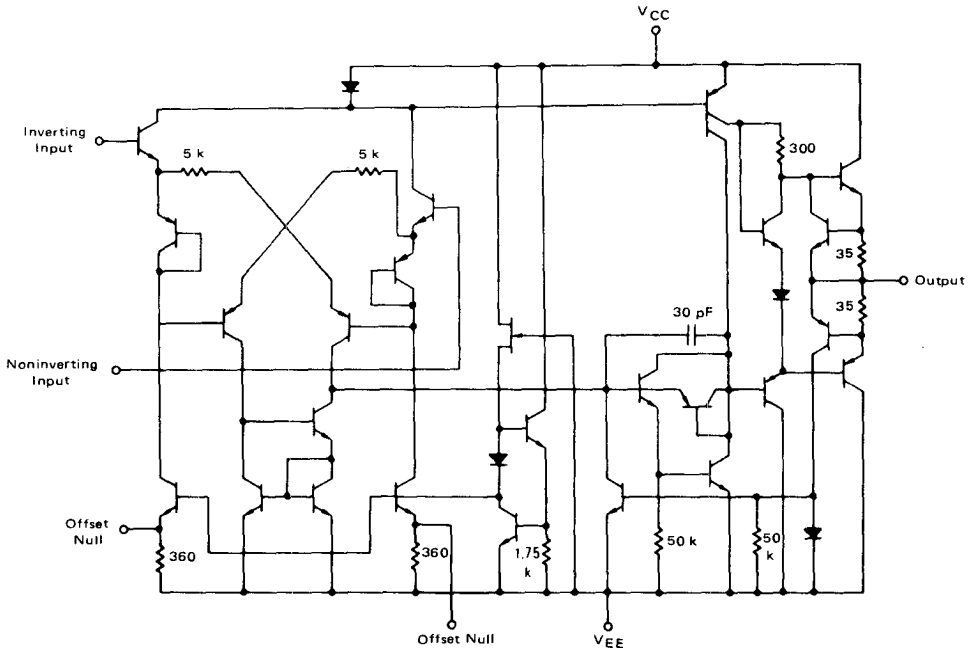 VCC
Inverting
Input
5 k
5 k
300
35
Output
35
30 pF
Noninverting
Input
Offset
Null
360
360
1.75
k
50 k
50
k
Offset Null
VEE